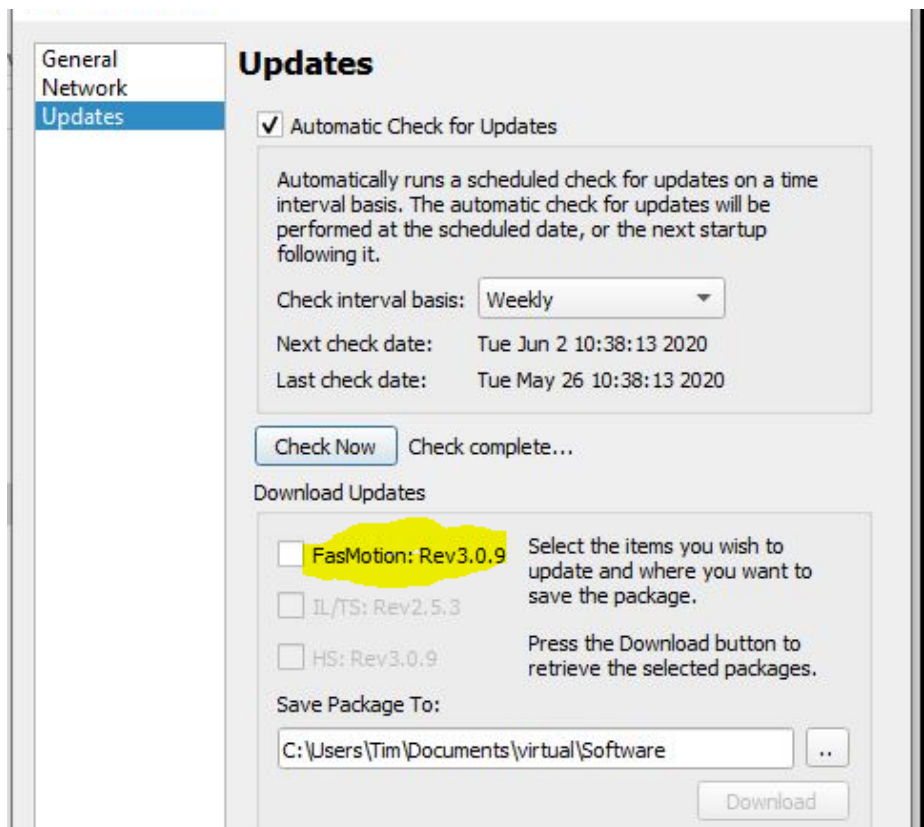 General
Network
Updates
Updates
Automatic Check for Updates
Automatically runs a scheduled check for updates on a time
interval basis. The automatic check for updates will be
performed at the scheduled date, or the next startup
following it.
Check interval basis: Weekly
Next check date: Tue Jun 2 10:38:13 2020
Last check date: Tue May 26 10:38:13 2020
Check Now Check complete...
Download Updates
FasMotion: Rev3.0.9
IL/TS: Rev2.5.3
HS: Rev3.0.9
Select the items you wish to
update and where you want to
save the package.
Press the Download button to
retrieve the selected packages.
Save Package To:
C:\Users\Tim\Documents\virtual\Software ..
Download